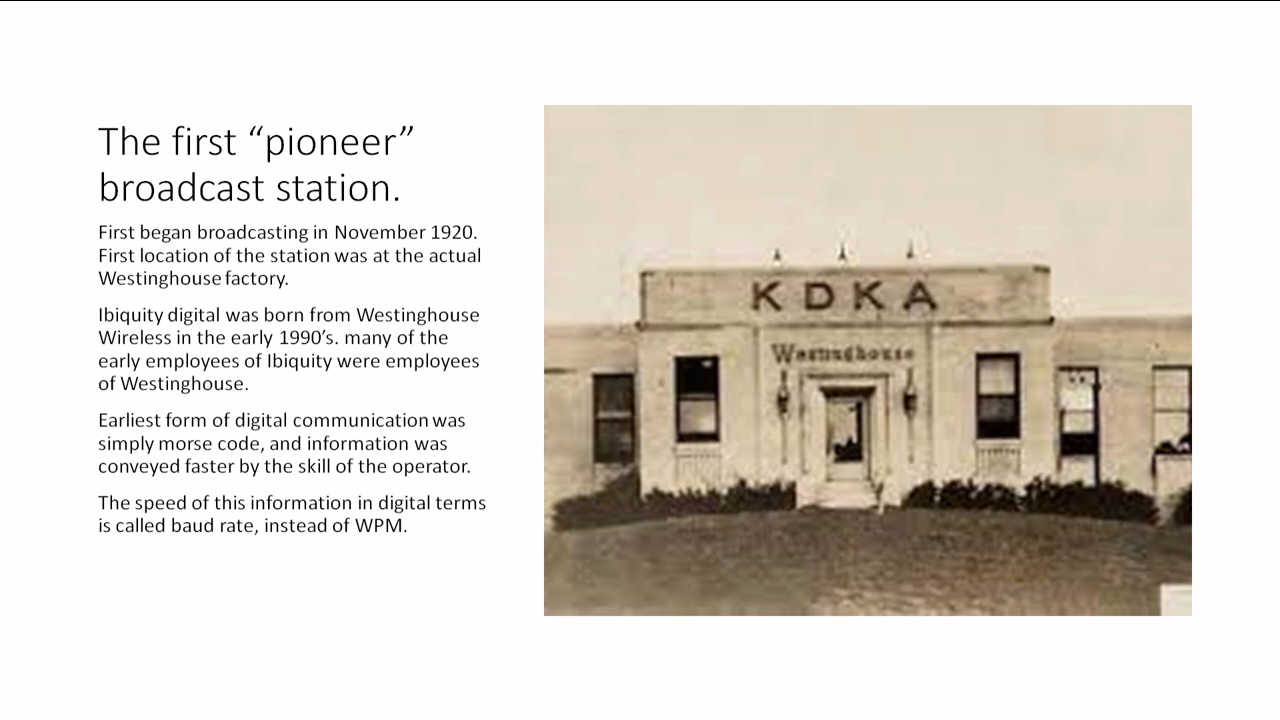 The first “pioneer”
broadcast station.
First began broadcasting in November 1920.
First location of the station was at the actual
Westinghouse factory.
Ibiquity digital was born from Westinghouse
Wireless in the early 1990’s. many of the
early employees of Ibiquity were employees
of Westinghouse.
Earliest form of digital communication was
simply morse code, and information was
conveyed faster by the skill of the operator.
The speed of this information in digital terms
is called baud rate, instead of WPM.
KDKA
Westinghouse